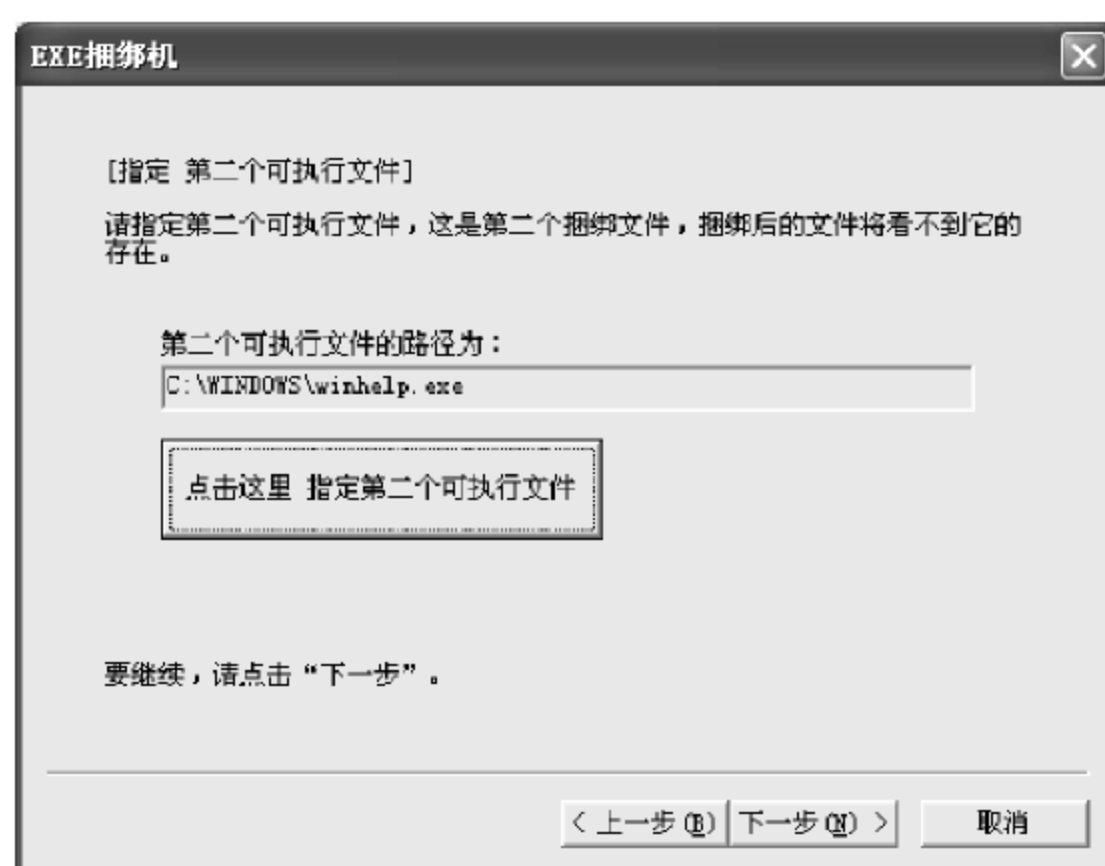 EXE捆绑机
[指定 第二个可执行文件]
请指定第二个可执行文件，这是第二个捆绑文件，捆绑后的文件将看不到它的
存在。
第二个可执行文件的路径为：
C:\WINDOWS\winhelp.exe
点击这里 指定第二个可执行文件
要继续，请点击“下一步”。
< 上一步(B) 下一步(N) > 取消